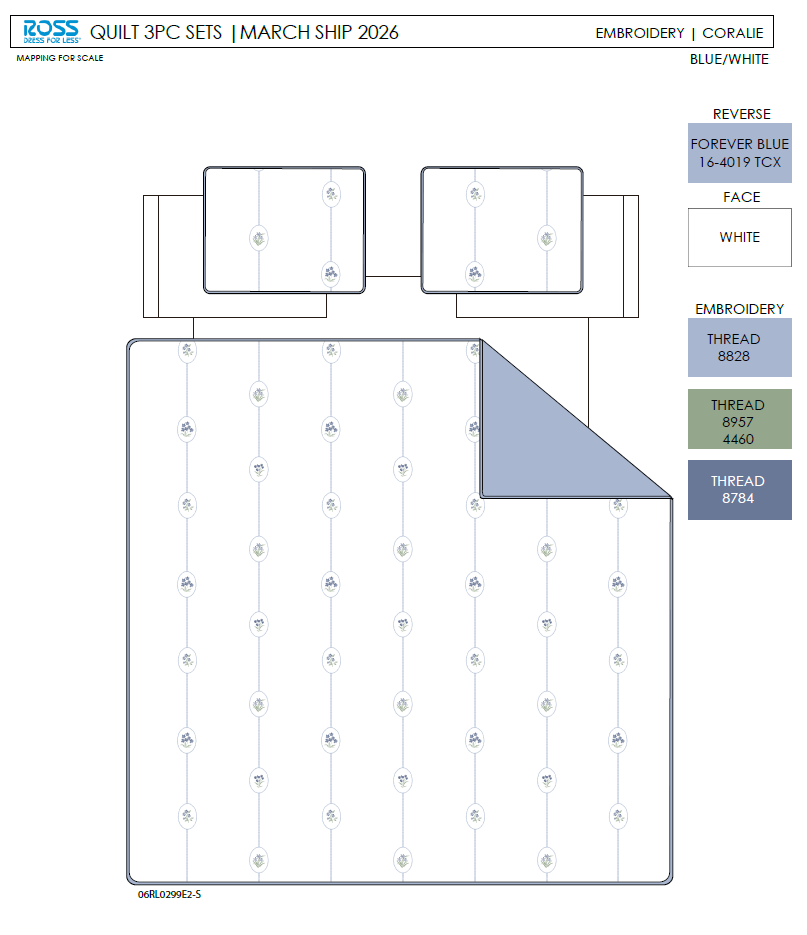 ROSS
DRESS FOR LESS®
QUILT 3PC SETS |MARCH SHIP 2026
EMBROIDERY | CORALIE
MAPPING FOR SCALE
BLUE/WHITE
REVERSE
FOREVER BLUE
16-4019 TCX
FACE
WHITE
EMBROIDERY
THREAD
8828
THREAD
8957
4460
THREAD
8784
06RL0299E2-S